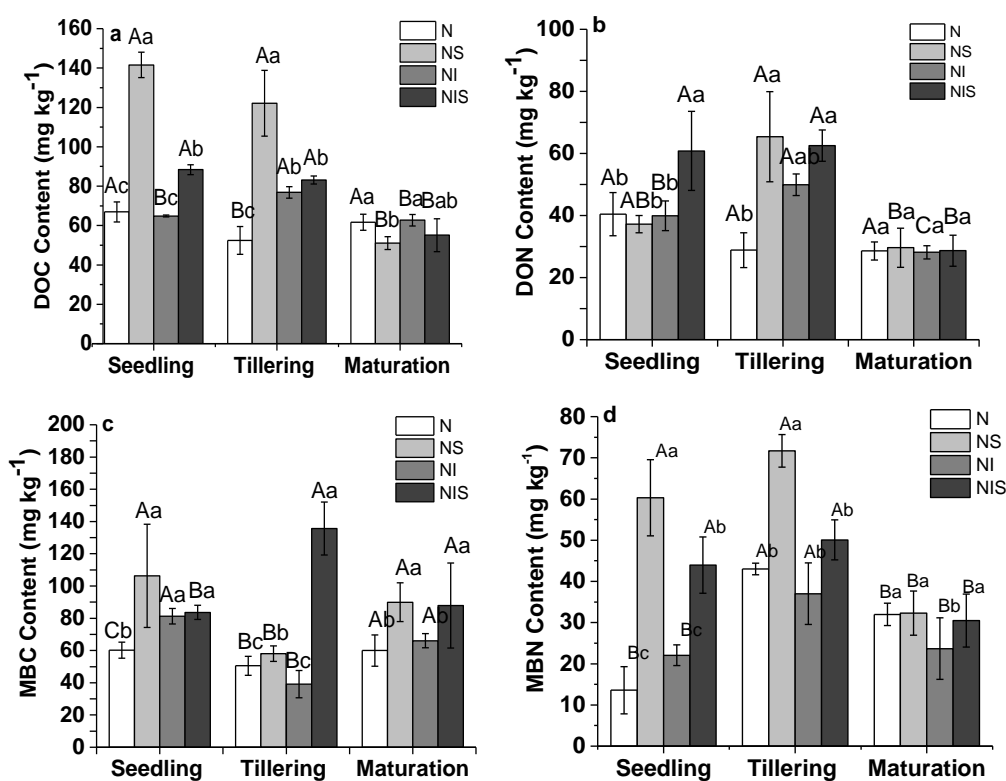 a
DOC Content (mg kg⁻¹)
160
140
120
100
80
60
40
20
0
N
NS
NI
NIS
Ac
Aa
Bc
Ab
Bc
Aa
Ab
Ab
Aa
Bb
Ba
Bab
Seedling Tillering Maturation
b
DON Content (mg kg⁻¹)
100
80
60
40
20
0
N
NS
NI
NIS
Ab
ABb
Bb
Aa
Ab
Aa
Aab
Aa
Aa
Ba
Ca
Ba
Seedling Tillering Maturation
c
MBC Content (mg kg⁻¹)
200
180
160
140
120
100
80
60
40
20
0
N
NS
NI
NIS
Cb
Aa
Aa
Ba
Bc
Bb
Bc
Aa
Ab
Aa
Ab
Aa
Seedling Tillering Maturation
d
MBN Content (mg kg⁻¹)
80
70
60
50
40
30
20
10
0
N
NS
NI
NIS
Bc
Aa
Bc
Ab
Ab
Aa
Ab
Ab
Ba
Ba
Bb
Ba
Seedling Tillering Maturation